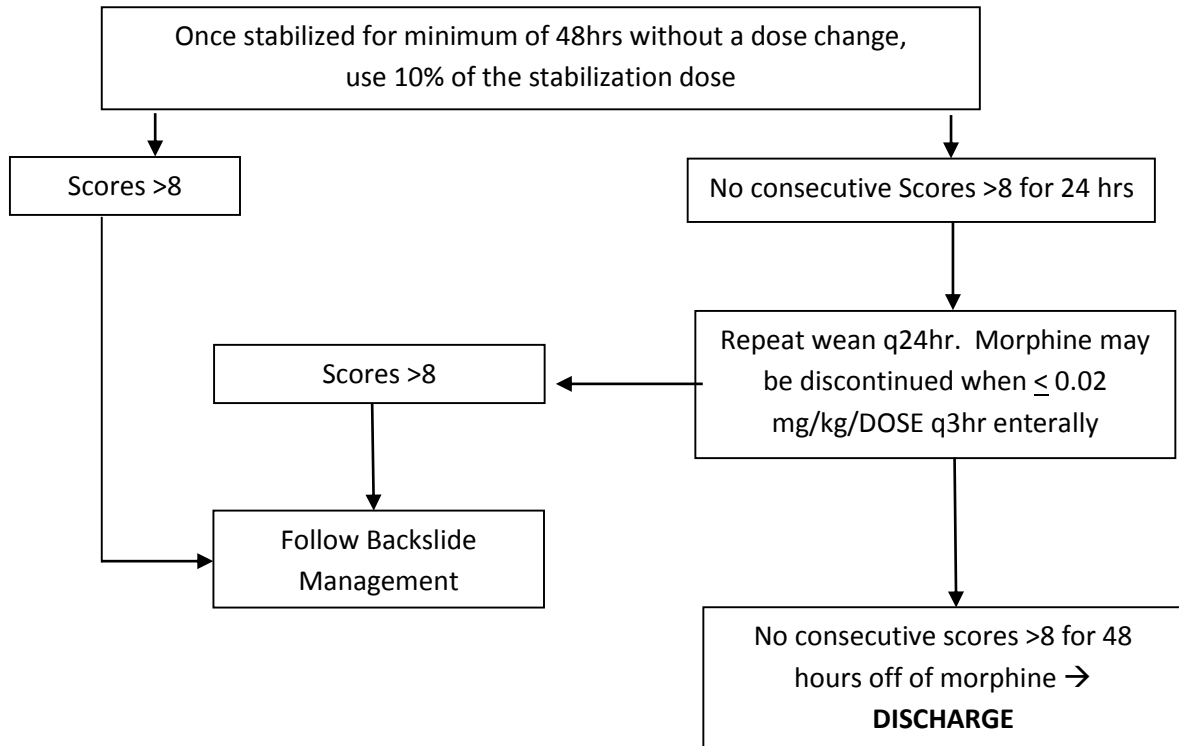 Once stabilized for minimum of 48hrs without a dose change,
use 10% of the stabilization dose
Scores >8
No consecutive Scores >8 for 24 hrs
Repeat wean q24hr.  Morphine may
be discontinued when < 0.02
mg/kg/DOSE q3hr enterally
Scores >8
Follow Backslide
Management
No consecutive scores >8 for 48
hours off of morphine →
DISCHARGE